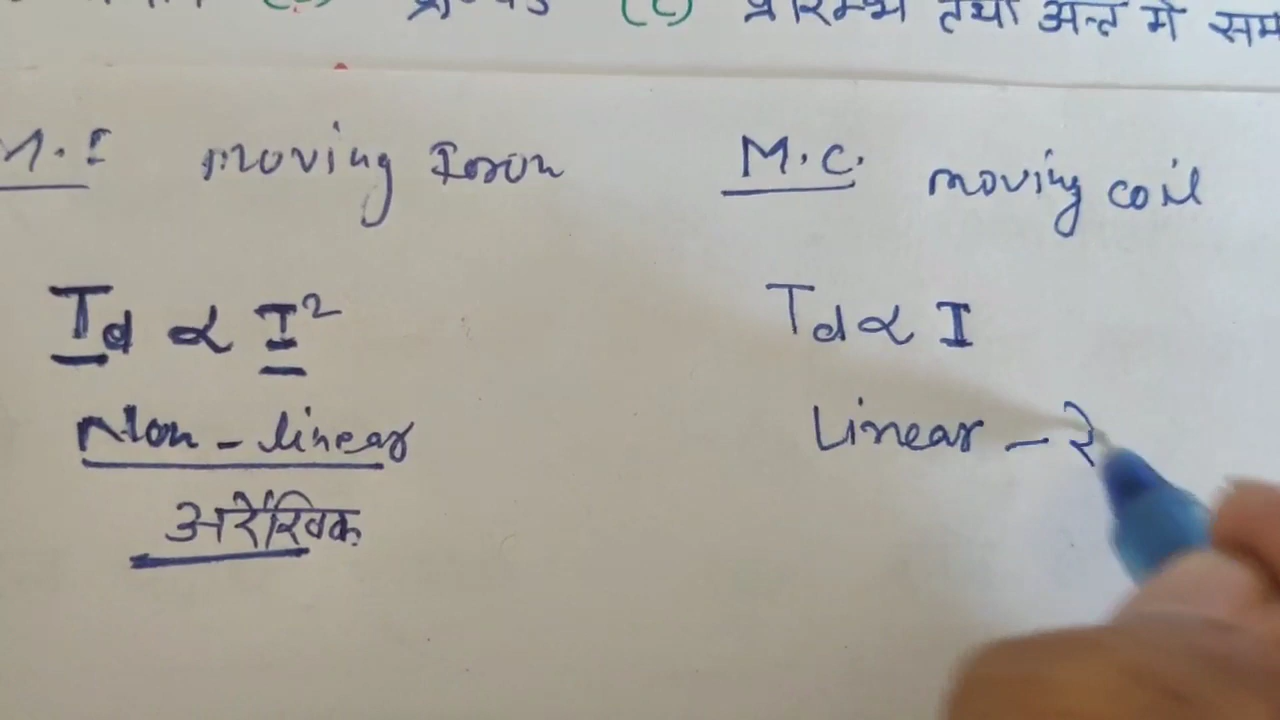 (C) प्रारम्भ तथा अन्त में सम
M.I moving Iron
M.C. moving coil
Td ∝ I²
Td ∝ I
Non - linear
Linear - रे
अरैखिक